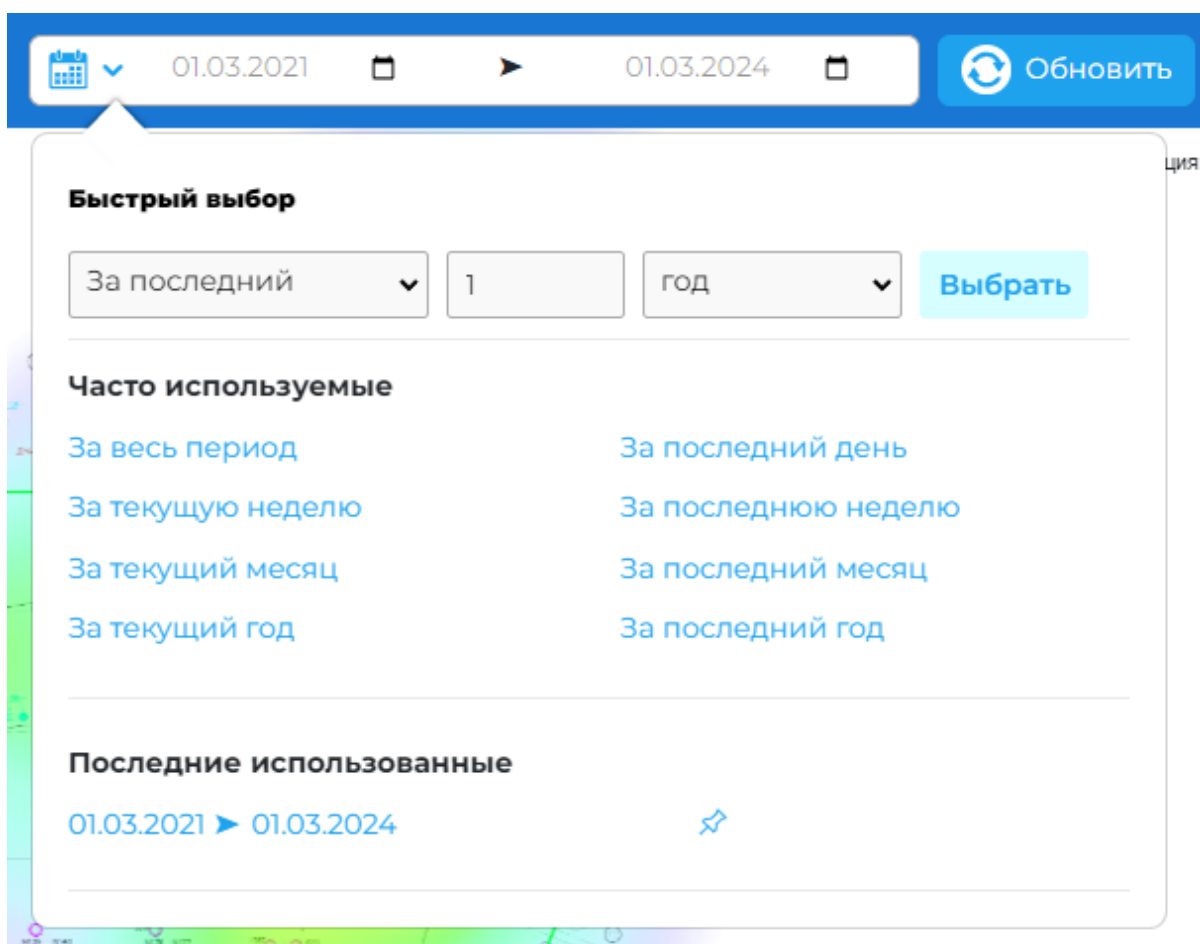 01.03.2021 ➤ 01.03.2024 Обновить
ция
Быстрый выбор
За последний 1 год Выбрать
Часто используемые
За весь период За последний день
За текущую неделю За последнюю неделю
За текущий месяц За последний месяц
За текущий год За последний год
Последние использованные
01.03.2021 ➤ 01.03.2024